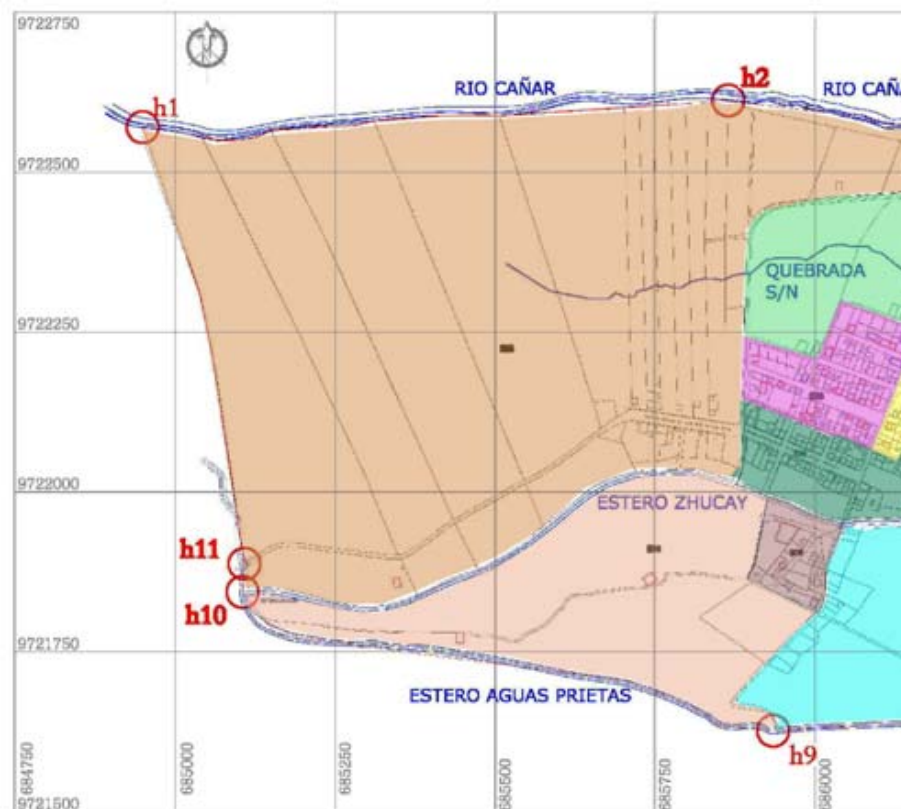 9722750
h1
RIO CAÑAR
h2
RIO CAÑA
9722500
QUEBRADA
S/N
9722250
9722000
ESTERO ZHUCAY
h11
h10
9721750
ESTERO AGUAS PRIETAS
h9
684750
685000
685250
685500
685750
686000
9721500